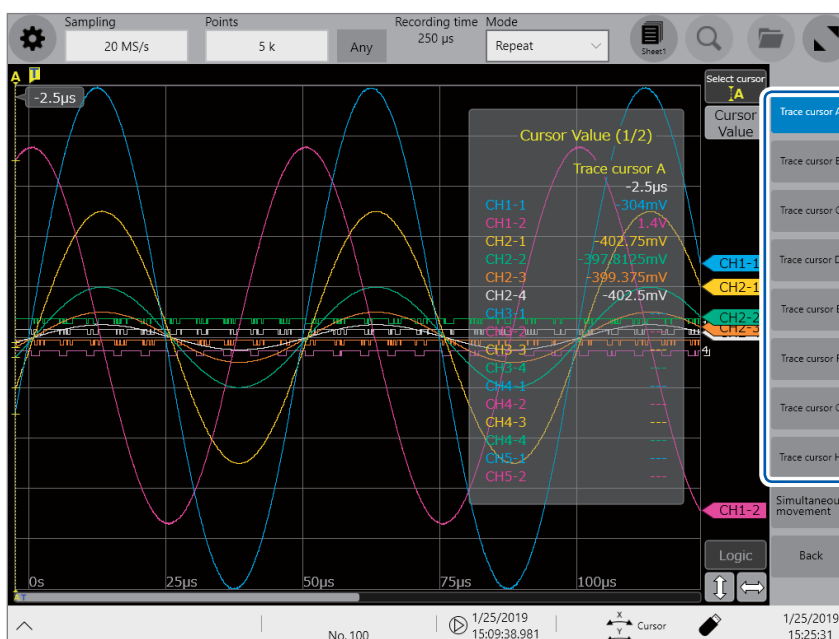 Sampling
20 MS/s
Points
5 k
Any
Recording time
250 µs
Mode
Repeat
Sheet1
A T
-2.5µs
Select cursor
A
Cursor
Value
Cursor Value (1/2)
Trace cursor A
-2.5µs
CH1-1 -304mV
CH1-2 1.4V
CH2-1 -402.75mV
CH2-2 -397.8125mV
CH2-3 -399.375mV
CH2-4 -402.5mV
CH3-1
CH3-2 ---
CH3-3 ---
CH3-4 ---
CH4-1 ---
CH4-2 ---
CH4-3 ---
CH4-4 ---
CH5-1 ---
CH5-2 ---
CH1-1
CH2-1
CH2-2
CH2-3
4
CH1-2
0s
25µs
50µs
75µs
100µs
Trace cursor A
Trace cursor B
Trace cursor C
Trace cursor D
Trace cursor E
Trace cursor F
Trace cursor G
Trace cursor H
Simultaneou
movement
Logic
Back
AT
No. 100
1/25/2019
15:09:38.981
X
Y
Cursor
1/25/2019
15:25:31